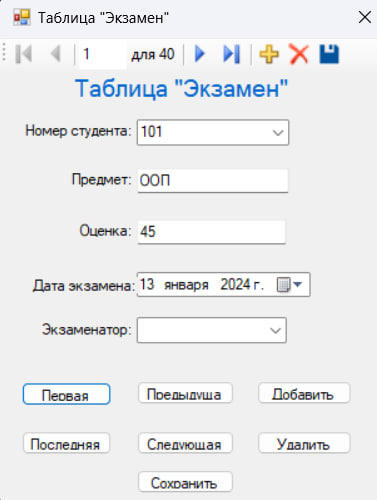 Таблица "Экзамен"
1 для 40
Таблица "Экзамен"
Номер студента: 101
Предмет: ООП
Оценка: 45
Дата экзамена: 13 января 2024 г.
Экзаменатор:
Первая Предыдуща Добавить
Последняя Следующая Удалить
Сохранить